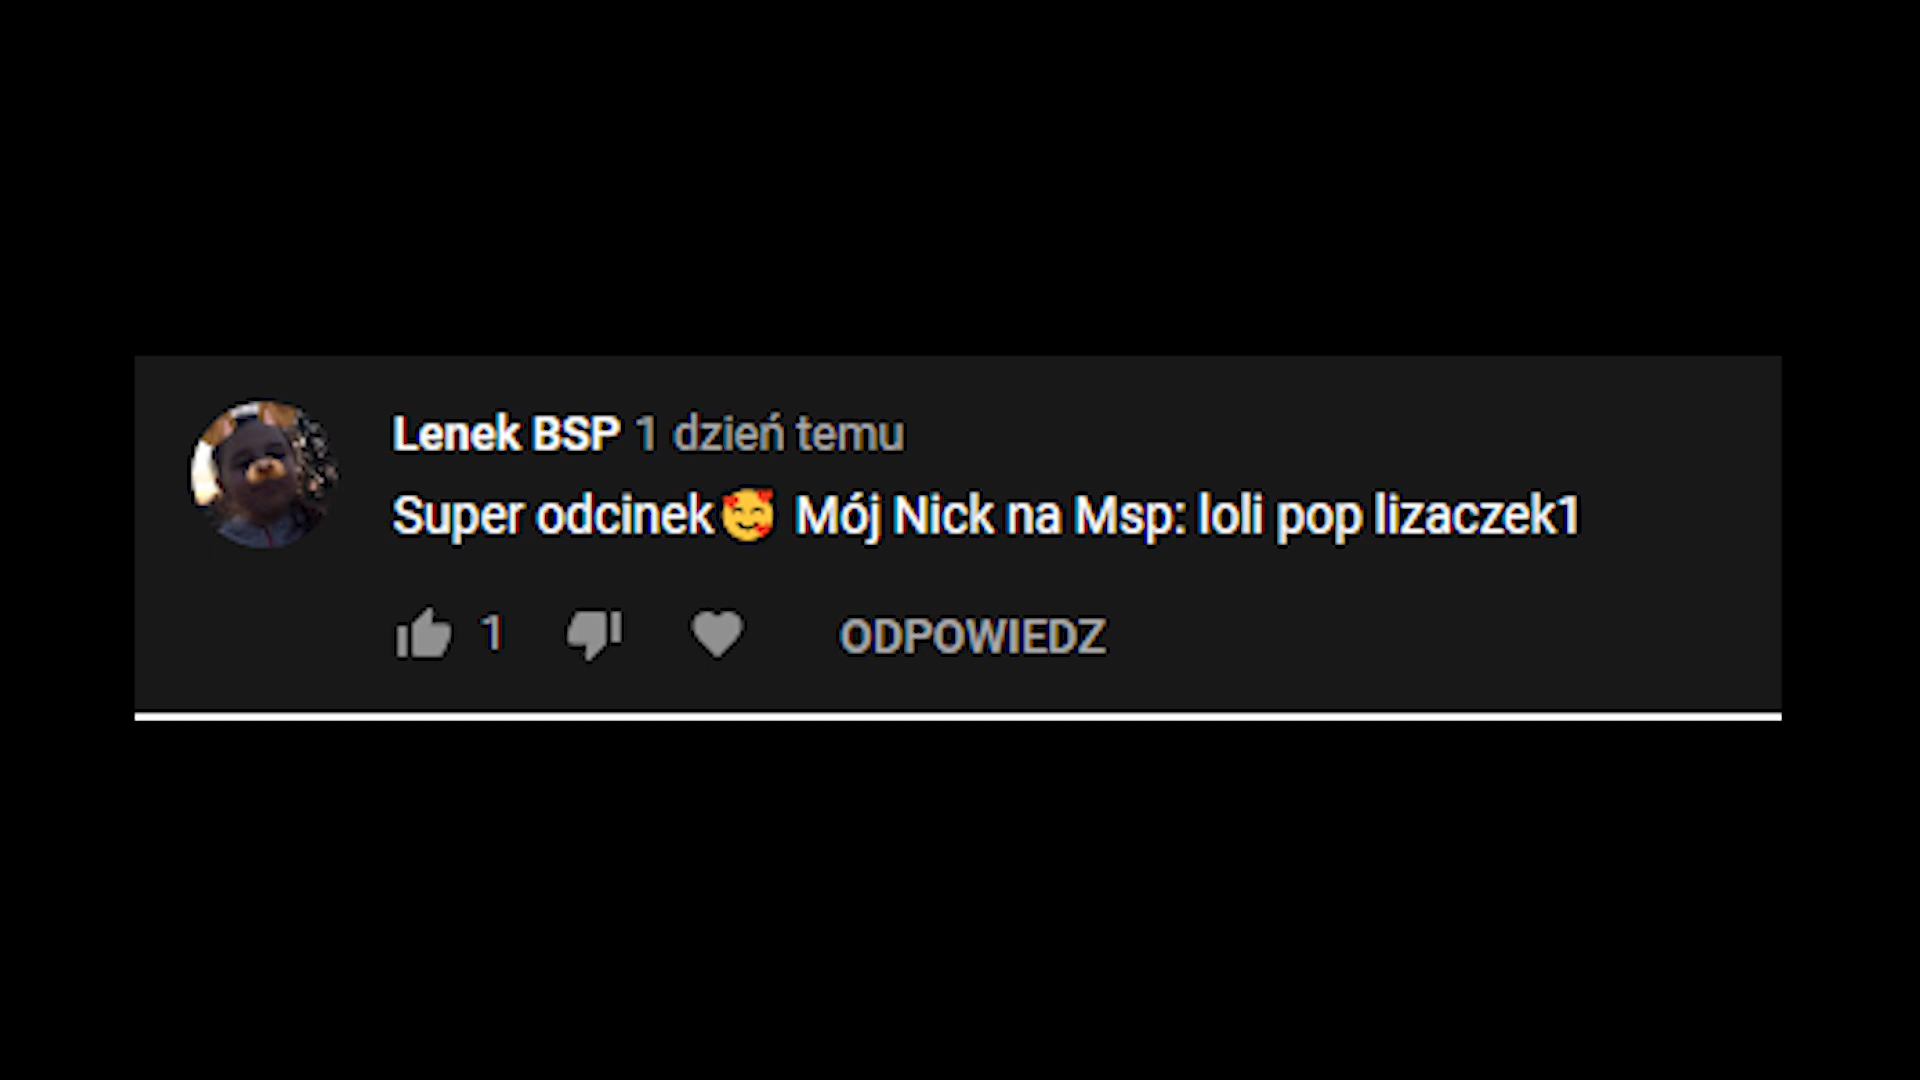 Lenek BSP 1 dzień temu
Super odcinek🥰 Mój Nick na Msp: loli pop lizaczek1
1 ODPOWIEDZ